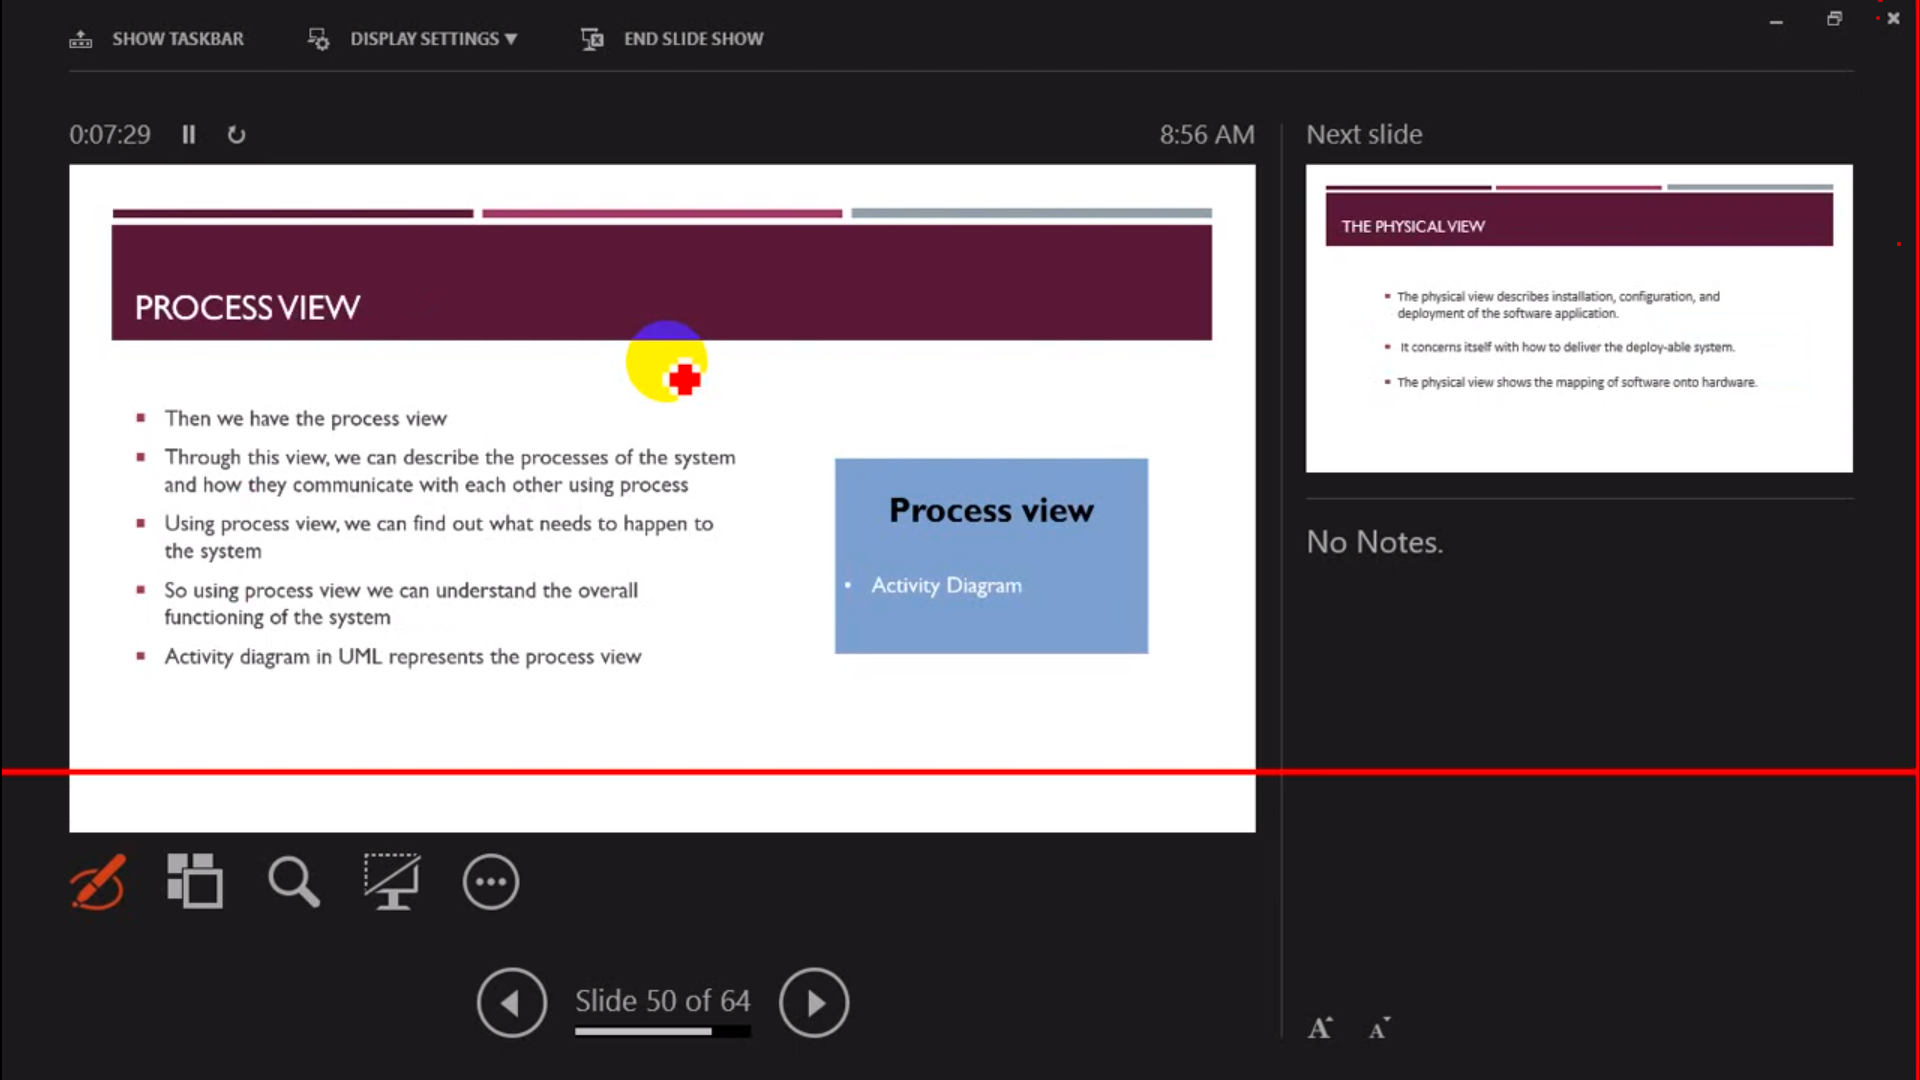 SHOW TASKBAR
DISPLAY SETTINGS
END SLIDE SHOW
0:07:29
8:56 AM
PROCESS VIEW
Then we have the process view
Through this view, we can describe the processes of the system
and how they communicate with each other using process
Using process view, we can find out what needs to happen to
the system
So using process view we can understand the overall
functioning of the system
Activity diagram in UML represents the process view
Process view
• Activity Diagram
Next slide
THE PHYSICAL VIEW
The physical view describes installation, configuration, and
deployment of the software application.
It concerns itself with how to deliver the deploy-able system.
The physical view shows the mapping of software onto hardware.
No Notes.
Slide 50 of 64
A A